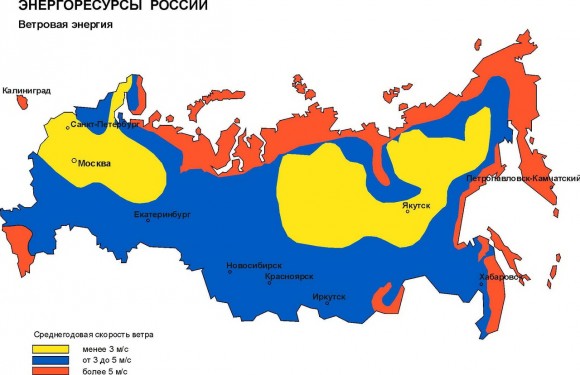 ЭНЕРГОРЕСУРСЫ РОССИИ
Ветровая энергия
Калиниград
Санкт-Петербург
Москва
Петропавловск-Камчатский
Якутск
Екатеринбург
Новосибирск
Красноярск
Хабаровск
Иркутск
Среднегодовая скорость ветра
менее 3 м/с
от 3 до 5 м/с
более 5 м/с